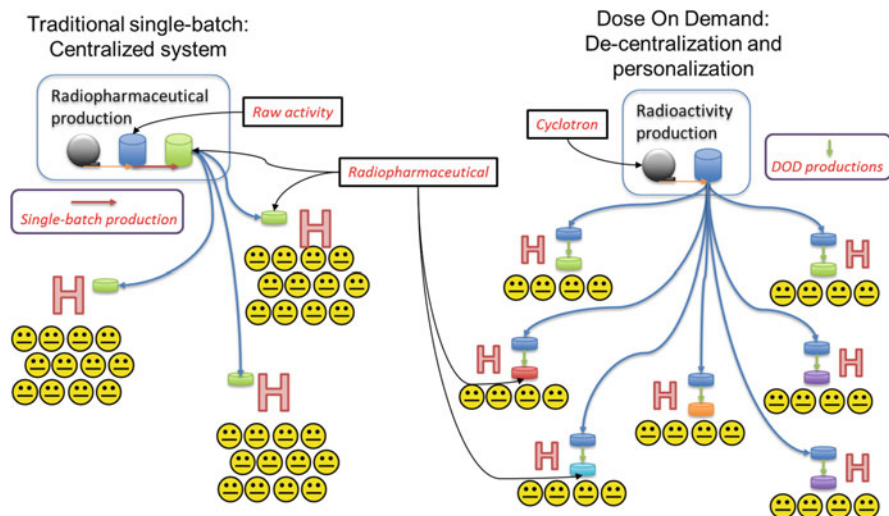 Traditional single-batch:
Centralized system
Radiopharmaceutical
production
Raw activity
Radiopharmaceutical
Single-batch production
H
H
H
Dose On Demand:
De-centralization and
personalization
Cyclotron
Radioactivity
production
DOD productions
H
H
H
H
H
H
H